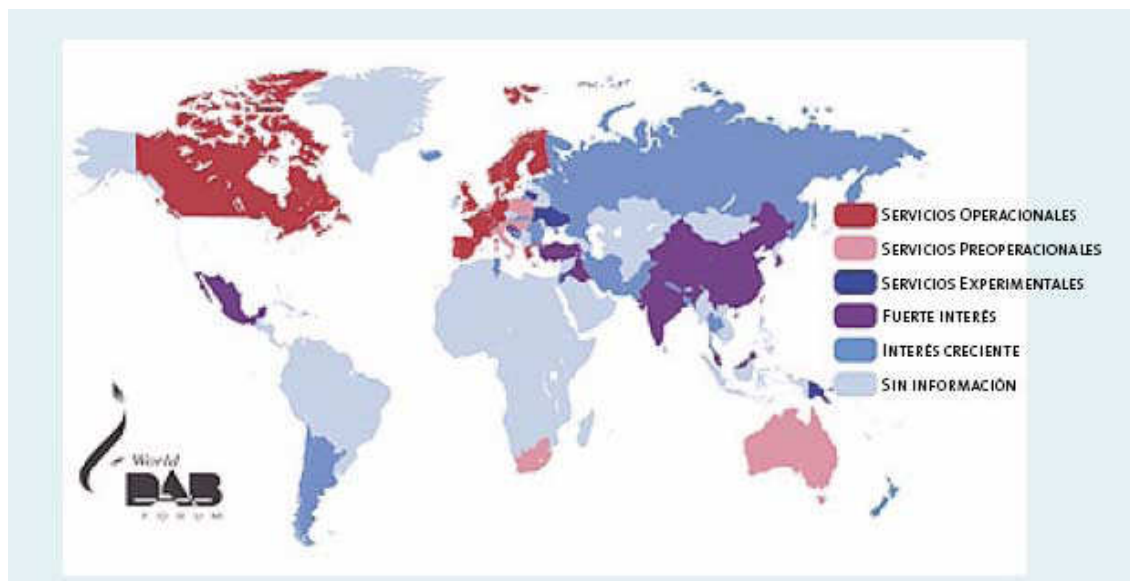 SERVICIOS OPERACIONALES
SERVICIOS PREOPERACIONALES
SERVICIOS EXPERIMENTALES
FUERTE INTERÉS
INTERÉS CRECIENTE
SIN INFORMACIÓN
World
DAB
FORUM